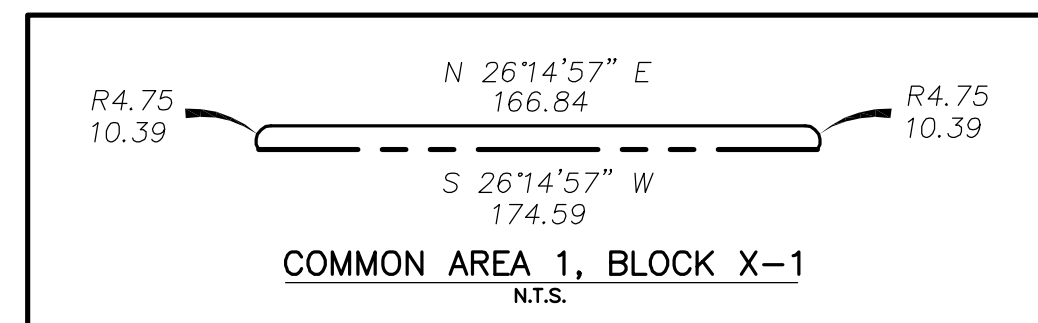 N 26°14'57” E
166.84
R4.75
10.39
R4.75
10.39
S 26°14'57” W
174.59
COMMON AREA 1, BLOCK X-1
N.T.S.